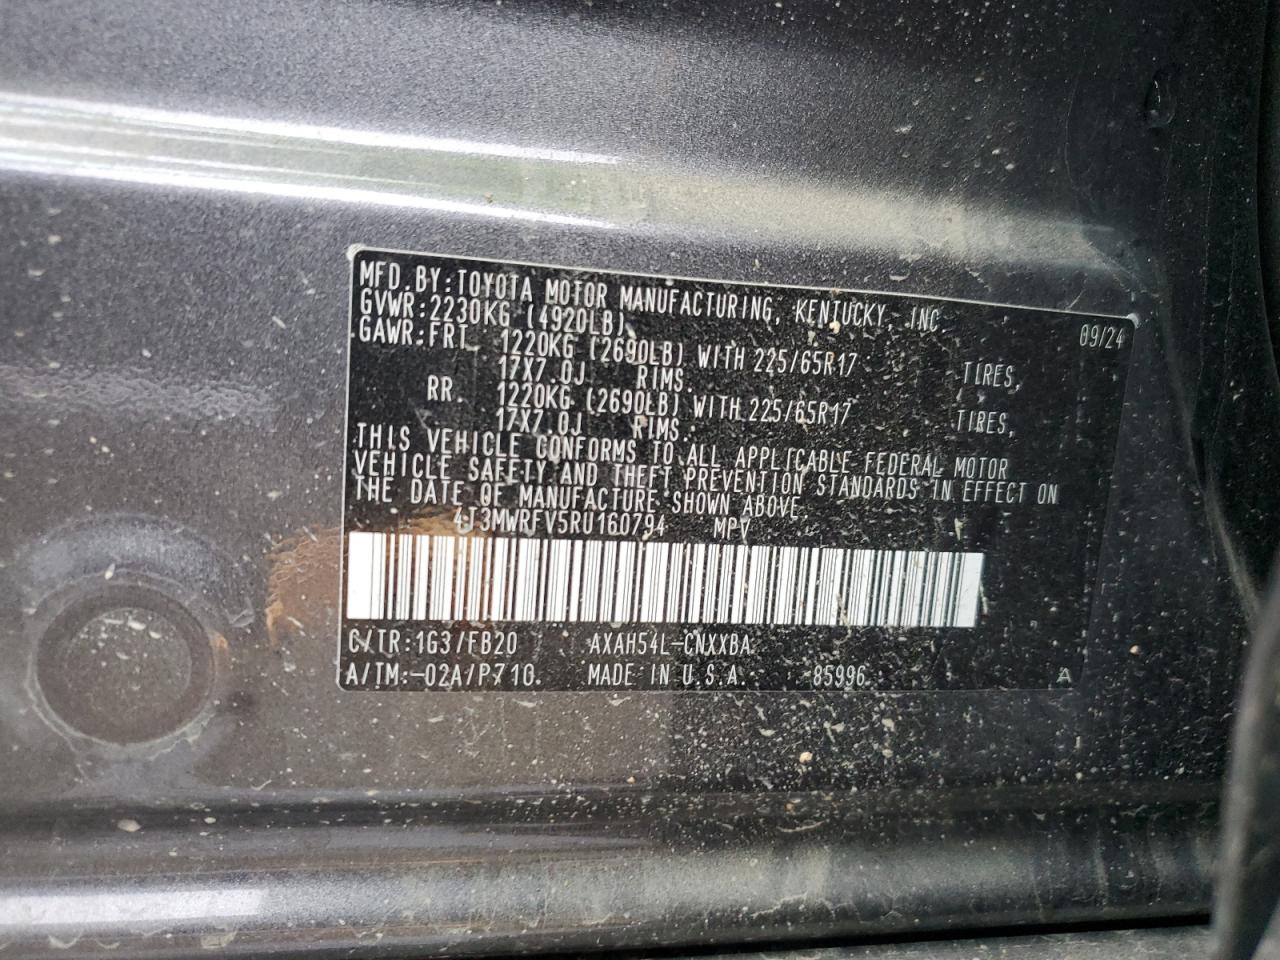 MFD. BY: TOYOTA MOTOR MANUFACTURING, KENTUCKY, INC. 09/24
GVWR: 2230KG (4920LB)
GAWR: FRT. 1220KG (2690LB) WITH 225/65R17 TIRES,
17X7.0J RIMS.
RR. 1220KG (2690LB) WITH 225/65R17 TIRES,
17X7.0J RIMS.
THIS VEHICLE CONFORMS TO ALL APPLICABLE FEDERAL MOTOR
VEHICLE SAFETY AND THEFT PREVENTION STANDARDS IN EFFECT ON
THE DATE OF MANUFACTURE SHOWN ABOVE.
4T3MWRFV5RU160794 MPV
C/TR: 1G3/FB20 AXAH54L-CNXXBA
A/TM: -02A/P710. MADE IN U.S.A. 85996 A